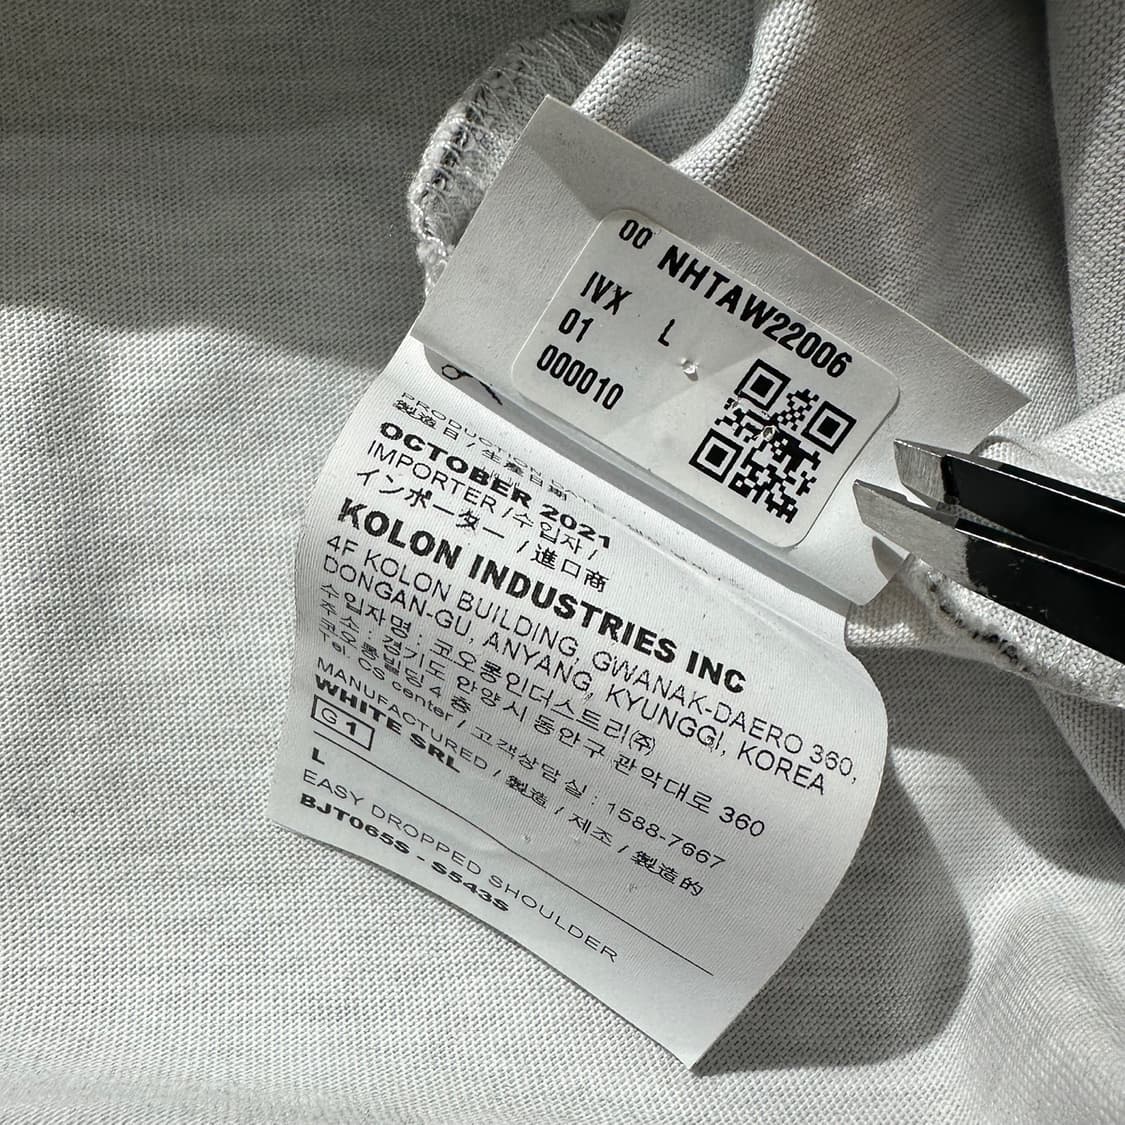 00 NHTAW22006
IVX L
01
000010
PRODUCTION DATE /
製造日 / 生産日期
OCTOBER 2021
IMPORTER / 수입자 /
インポーター / 進口商
KOLON INDUSTRIES INC
4F KOLON BUILDING, GWANAK-DAERO 360,
DONGAN-GU, ANYANG, KYUNGGI, KOREA
수입자명 : 코오롱인더스트리㈜
주소 : 경기도 안양시 동안구 관악대로 360
코오롱빌딩 4층
CS center / 고객상담실 : 1588-7667
MANUFACTURED / 製造 / 제조 / 製造的
WHITE SRL
G 1
L
EASY DROPPED SHOULDER
BJT065S - S543S